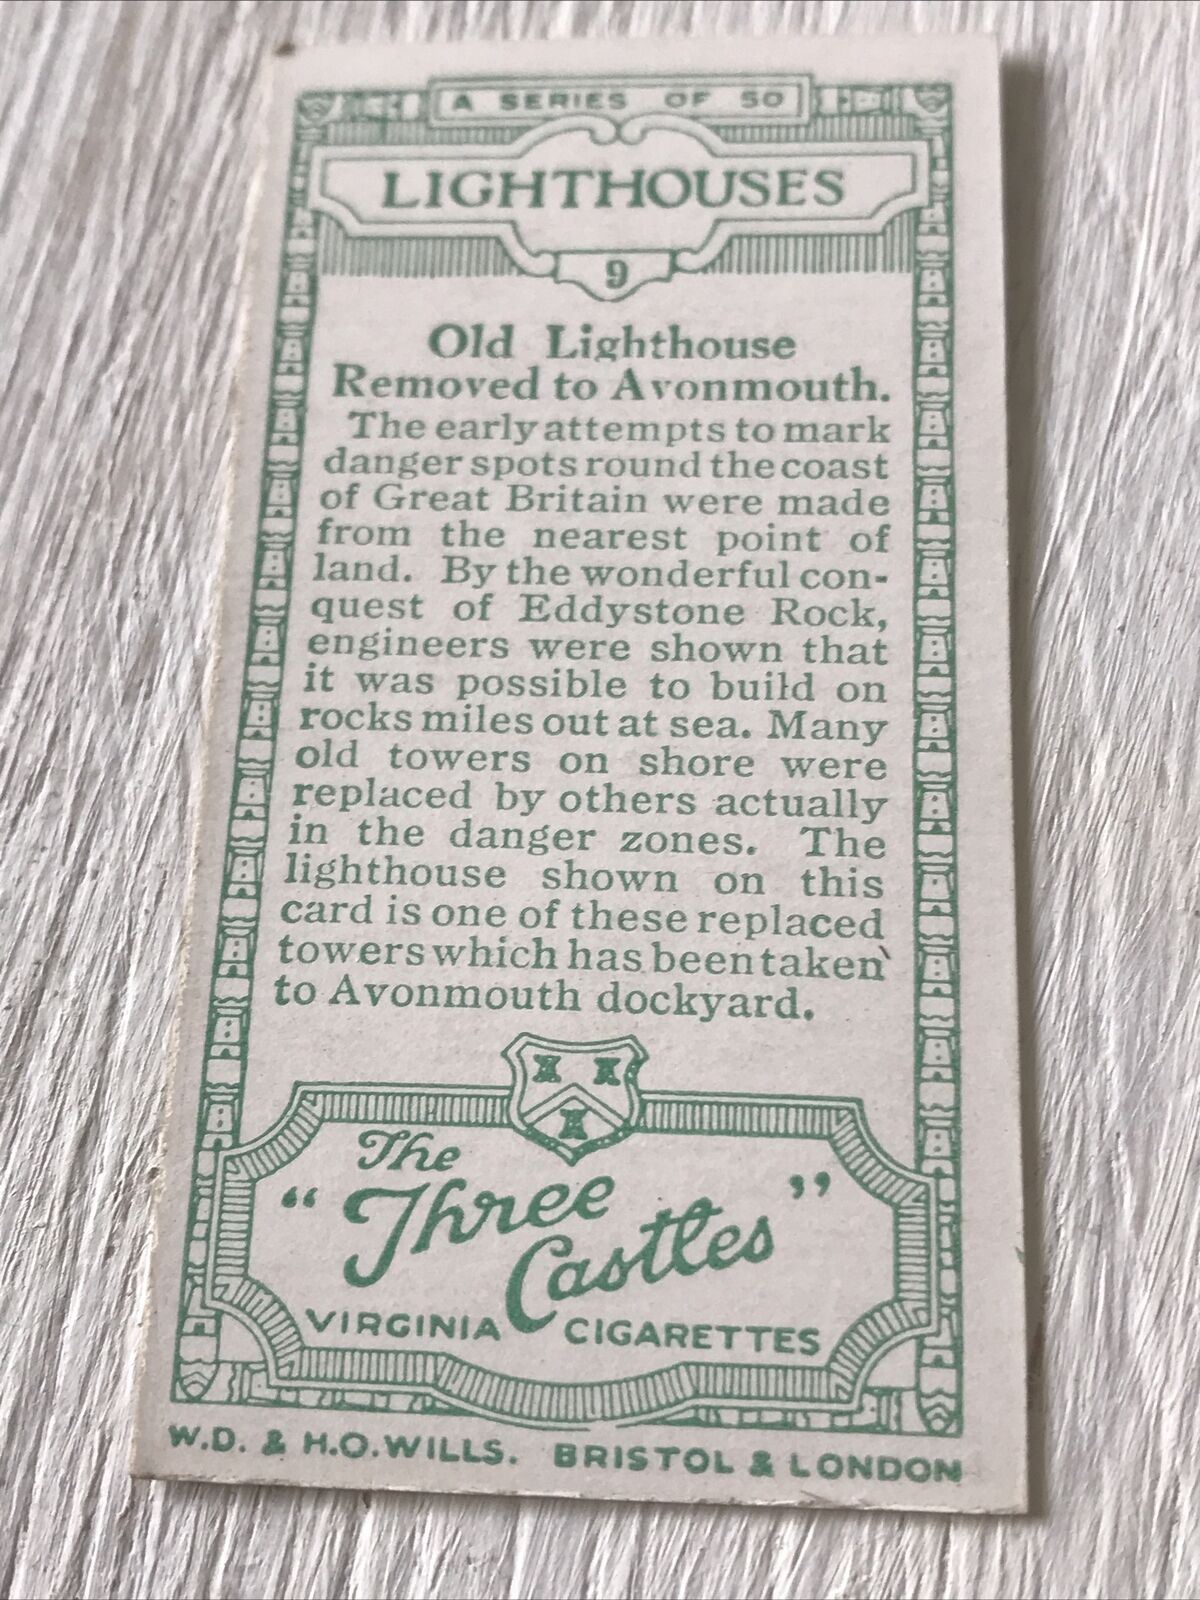 A SERIES OF 50
LIGHTHOUSES
9
Old Lighthouse
Removed to Avonmouth.
The early attempts to mark
danger spots round the coast
of Great Britain were made
from the nearest point of
land. By the wonderful con-
quest of Eddystone Rock,
engineers were shown that
it was possible to build on
rocks miles out at sea. Many
old towers on shore were
replaced by others actually
in the danger zones. The
lighthouse shown on this
card is one of these replaced
towers which has been taken
to Avonmouth dockyard.
The
"Three
Castles"
VIRGINIA CIGARETTES
W.D. & H.O. WILLS. BRISTOL & LONDON